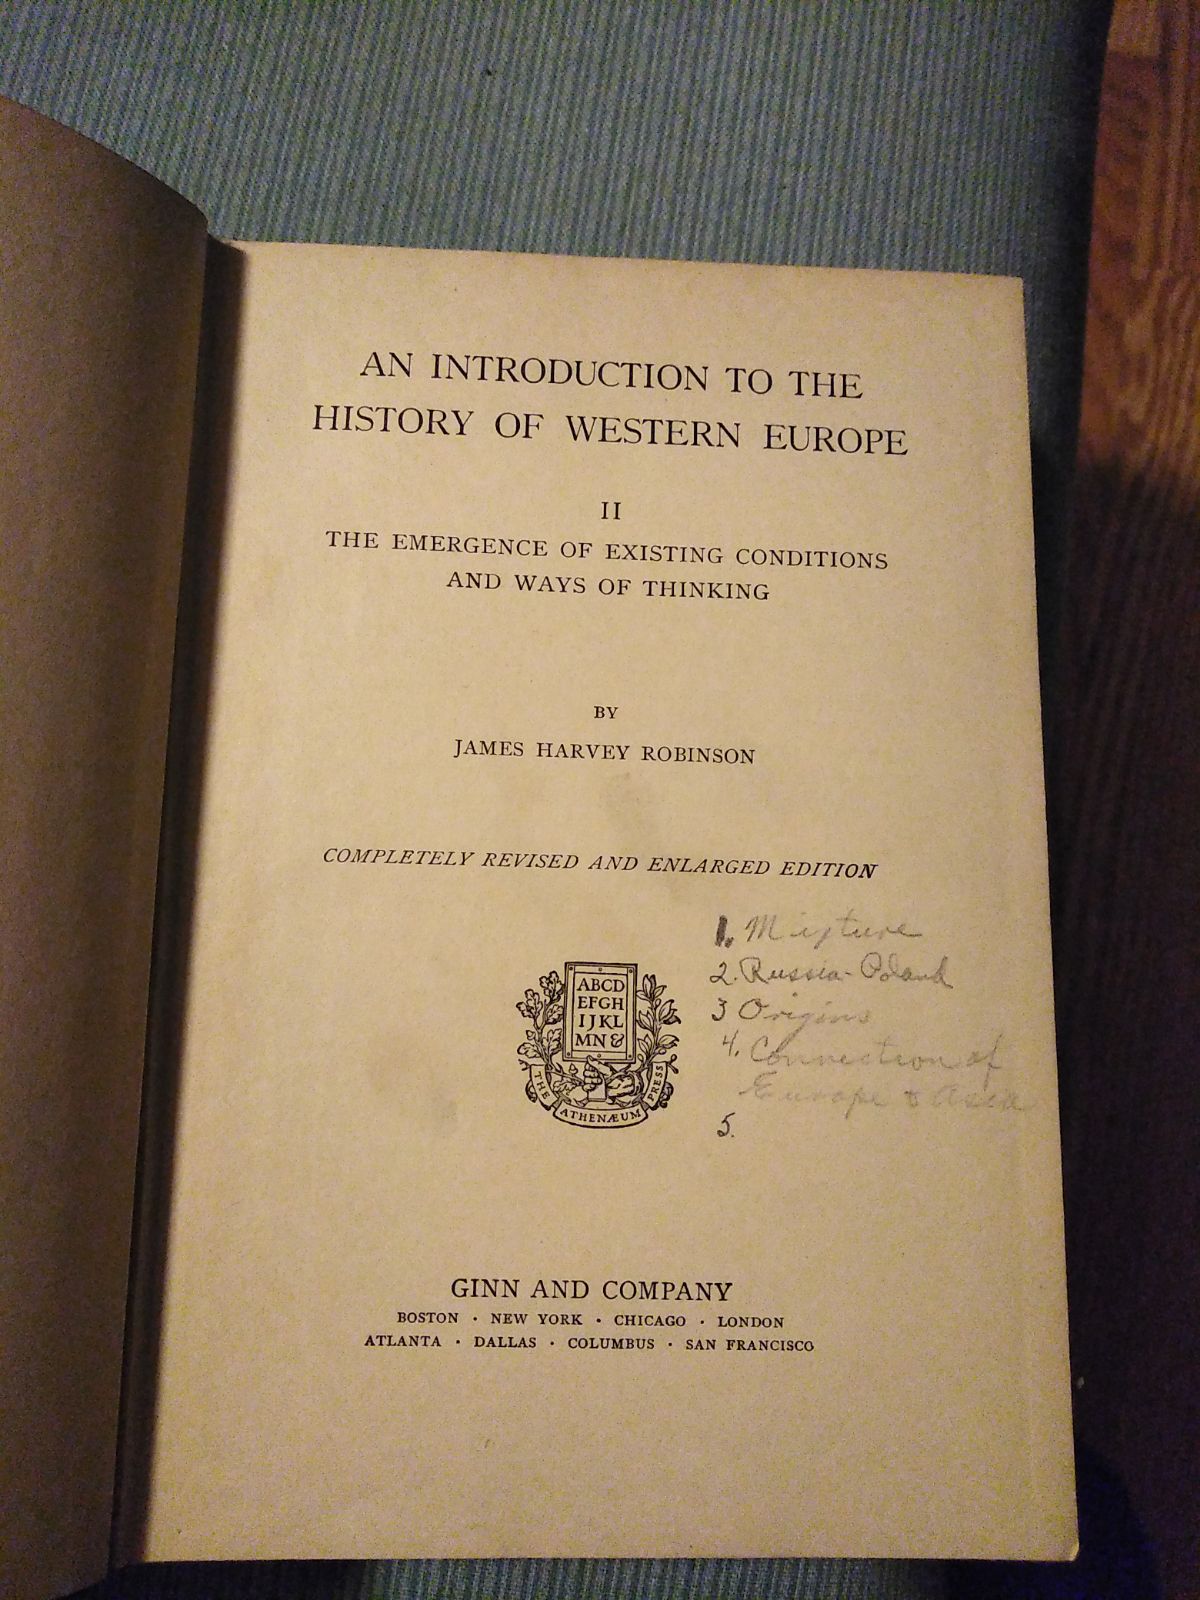 AN INTRODUCTION TO THE
HISTORY OF WESTERN EUROPE
II
THE EMERGENCE OF EXISTING CONDITIONS
AND WAYS OF THINKING
BY
JAMES HARVEY ROBINSON
COMPLETELY REVISED AND ENLARGED EDITION
1. Mixture
2. Russia-Poland
3 Origins
4. Connection of
Europe & Asia
5.
ABCD
EFGH
IJKL
MN&
THE ATHENÆUM PRESS
GINN AND COMPANY
BOSTON · NEW YORK · CHICAGO · LONDON
ATLANTA · DALLAS · COLUMBUS · SAN FRANCISCO